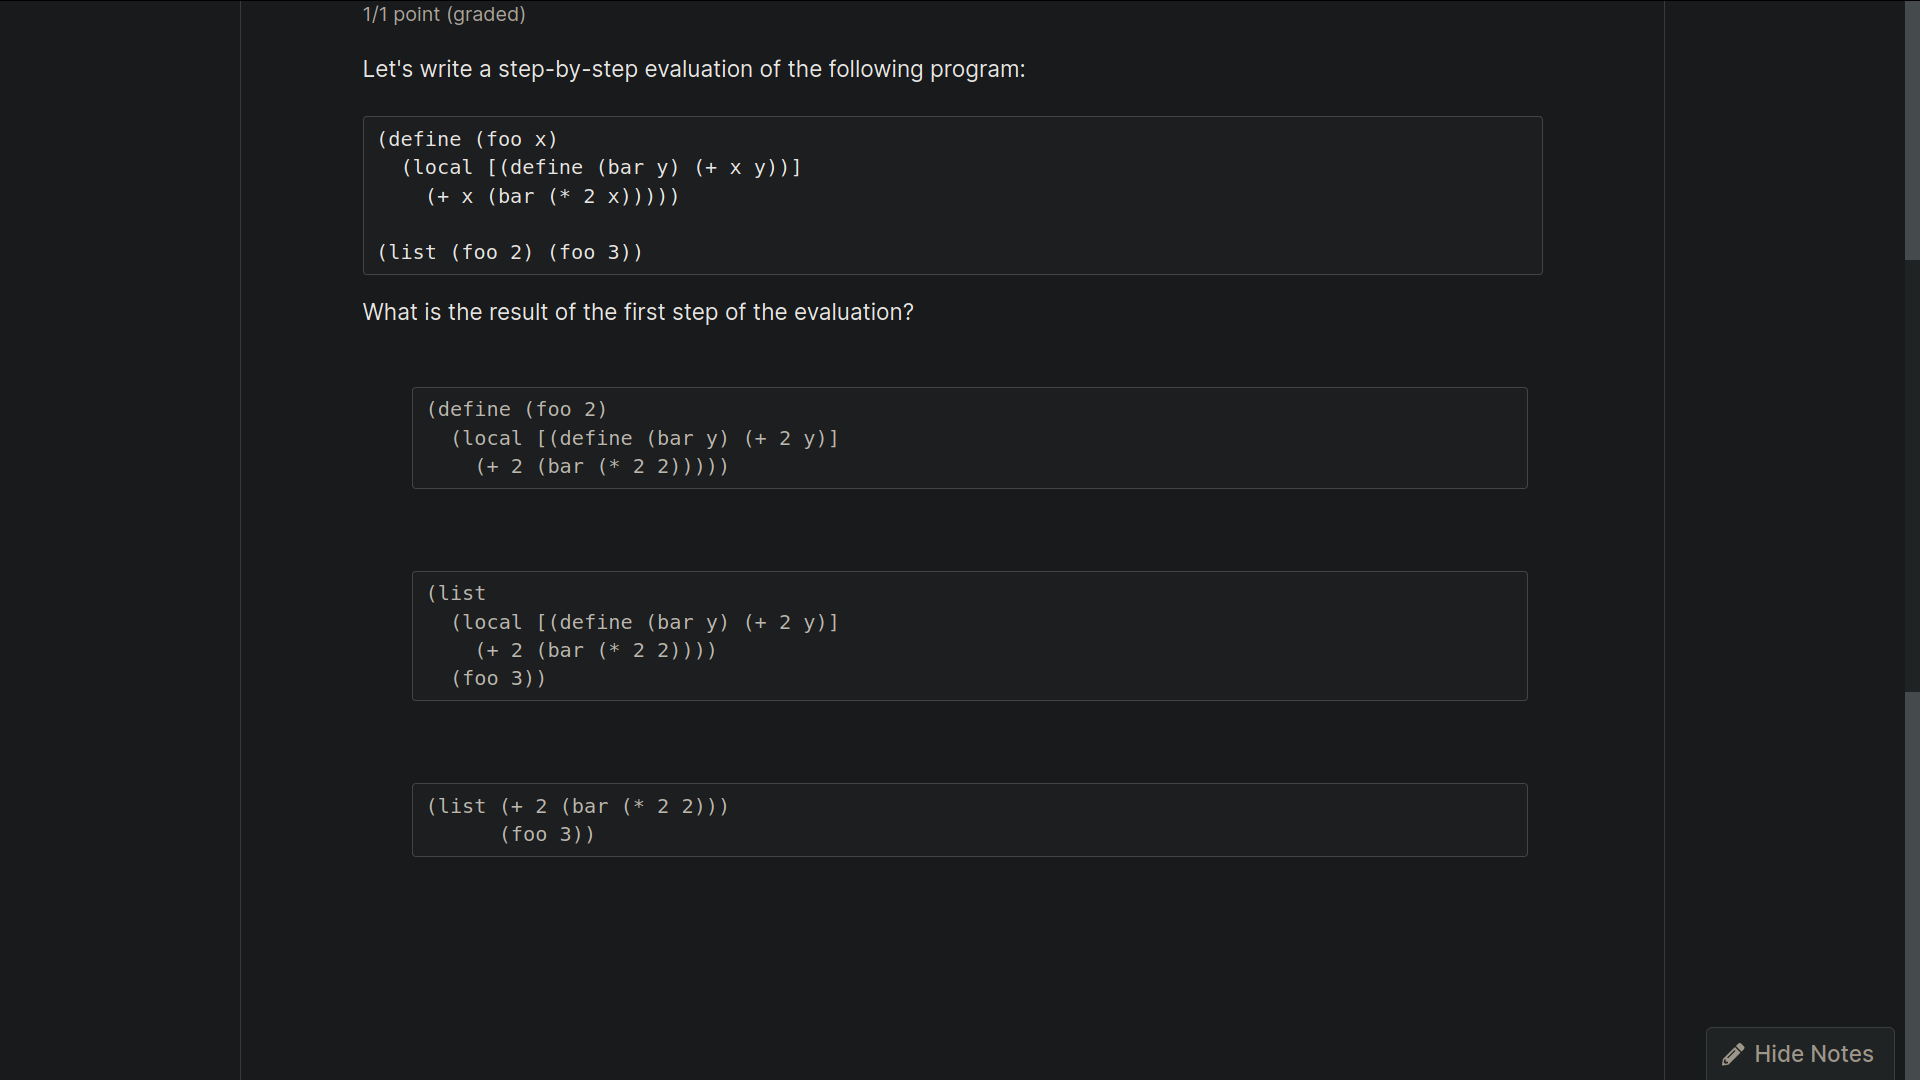 1/1 point (graded)
Let's write a step-by-step evaluation of the following program:
(define (foo x)
  (local [(define (bar y) (+ x y))]
    (+ x (bar (* 2 x)))))

(list (foo 2) (foo 3))
What is the result of the first step of the evaluation?
(define (foo 2)
  (local [(define (bar y) (+ 2 y)]
    (+ 2 (bar (* 2 2)))))
(list
  (local [(define (bar y) (+ 2 y)]
    (+ 2 (bar (* 2 2))))
  (foo 3))
(list (+ 2 (bar (* 2 2)))
      (foo 3))
Hide Notes